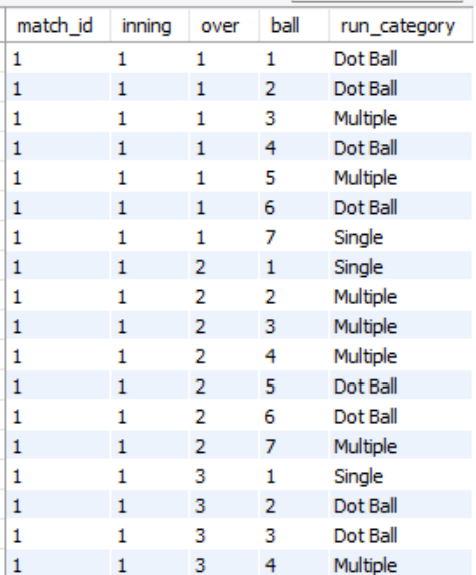 match_id inning over ball run_category
1 1 1 1 Dot Ball
1 1 1 2 Dot Ball
1 1 1 3 Multiple
1 1 1 4 Dot Ball
1 1 1 5 Multiple
1 1 1 6 Dot Ball
1 1 1 7 Single
1 1 2 1 Single
1 1 2 2 Multiple
1 1 2 3 Multiple
1 1 2 4 Multiple
1 1 2 5 Dot Ball
1 1 2 6 Dot Ball
1 1 2 7 Multiple
1 1 3 1 Single
1 1 3 2 Dot Ball
1 1 3 3 Dot Ball
1 1 3 4 Multiple